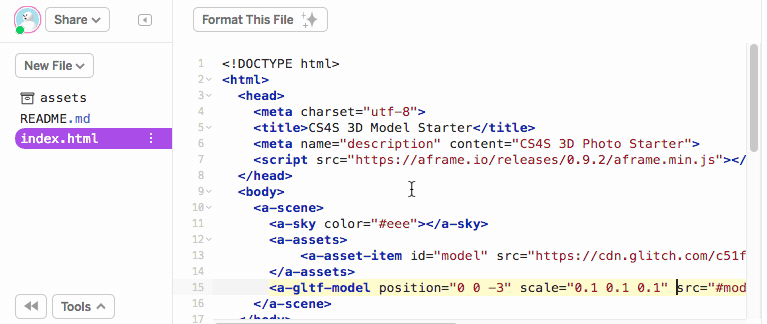 Share
Format This File
New File
assets
README.md
index.html
Tools
1 <!DOCTYPE html>
2 <html>
3 <head>
4 <meta charset="utf-8">
5 <title>CS4S 3D Model Starter</title>
6 <meta name="description" content="CS4S 3D Photo Starter">
7 <script src="https://aframe.io/releases/0.9.2/aframe.min.js"></
8 </head>
9 <body>
10 <a-scene>
11 <a-sky color="#eee"></a-sky>
12 <a-assets>
13 <a-asset-item id="model" src="https://cdn.glitch.com/c51f
14 </a-assets>
15 <a-gltf-model position="0 0 -3" scale="0.1 0.1 0.1" src="#mod
16 </a-scene>
17 </body>